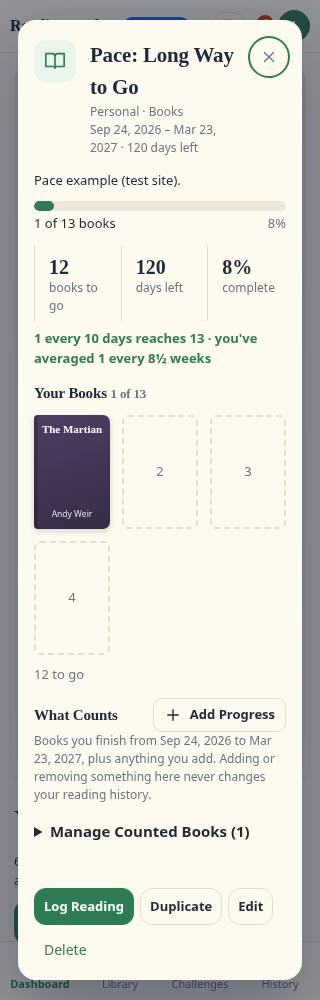 Pace: Long Way
to Go
Personal · Books
Sep 24, 2026 – Mar 23,
2027 · 120 days left
Pace example (test site).
1 of 13 books
8%
12
books to
go
120
days left
8%
complete
1 every 10 days reaches 13 · you've
averaged 1 every 8½ weeks
Your Books 1 of 13
The Martian
Andy Weir
2
3
4
12 to go
What Counts
+ Add Progress
Books you finish from Sep 24, 2026 to Mar
23, 2027, plus anything you add. Adding or
removing something here never changes
your reading history.
▶ Manage Counted Books (1)
Log Reading
Duplicate
Edit
Delete
Dashboard
Library
Challenges
History